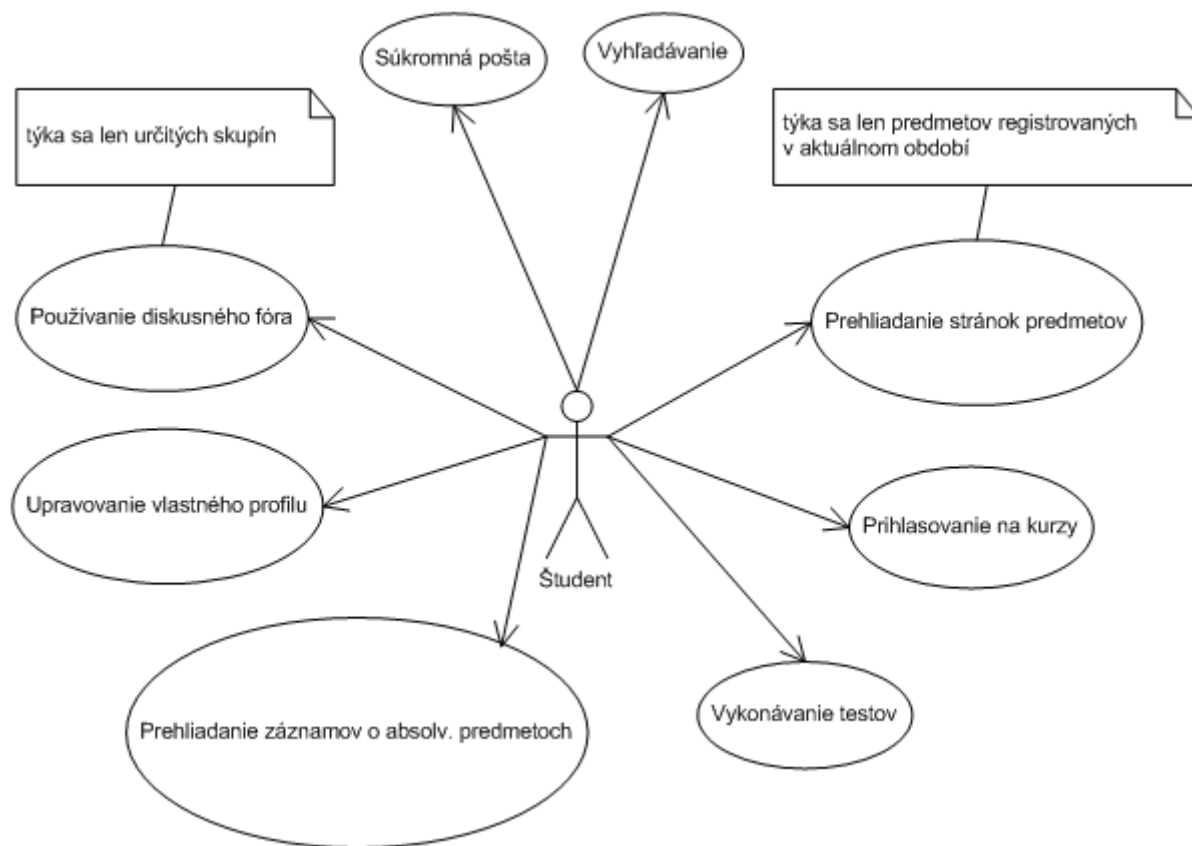 Súkromná pošta
Vyhľadávanie
týka sa len určitých skupín
týka sa len predmetov registrovaných
v aktuálnom období
Používanie diskusného fóra
Prehliadanie stránok predmetov
Upravovanie vlastného profilu
Prihlasovanie na kurzy
Študent
Prehliadanie záznamov o absolv. predmetoch
Vykonávanie testov